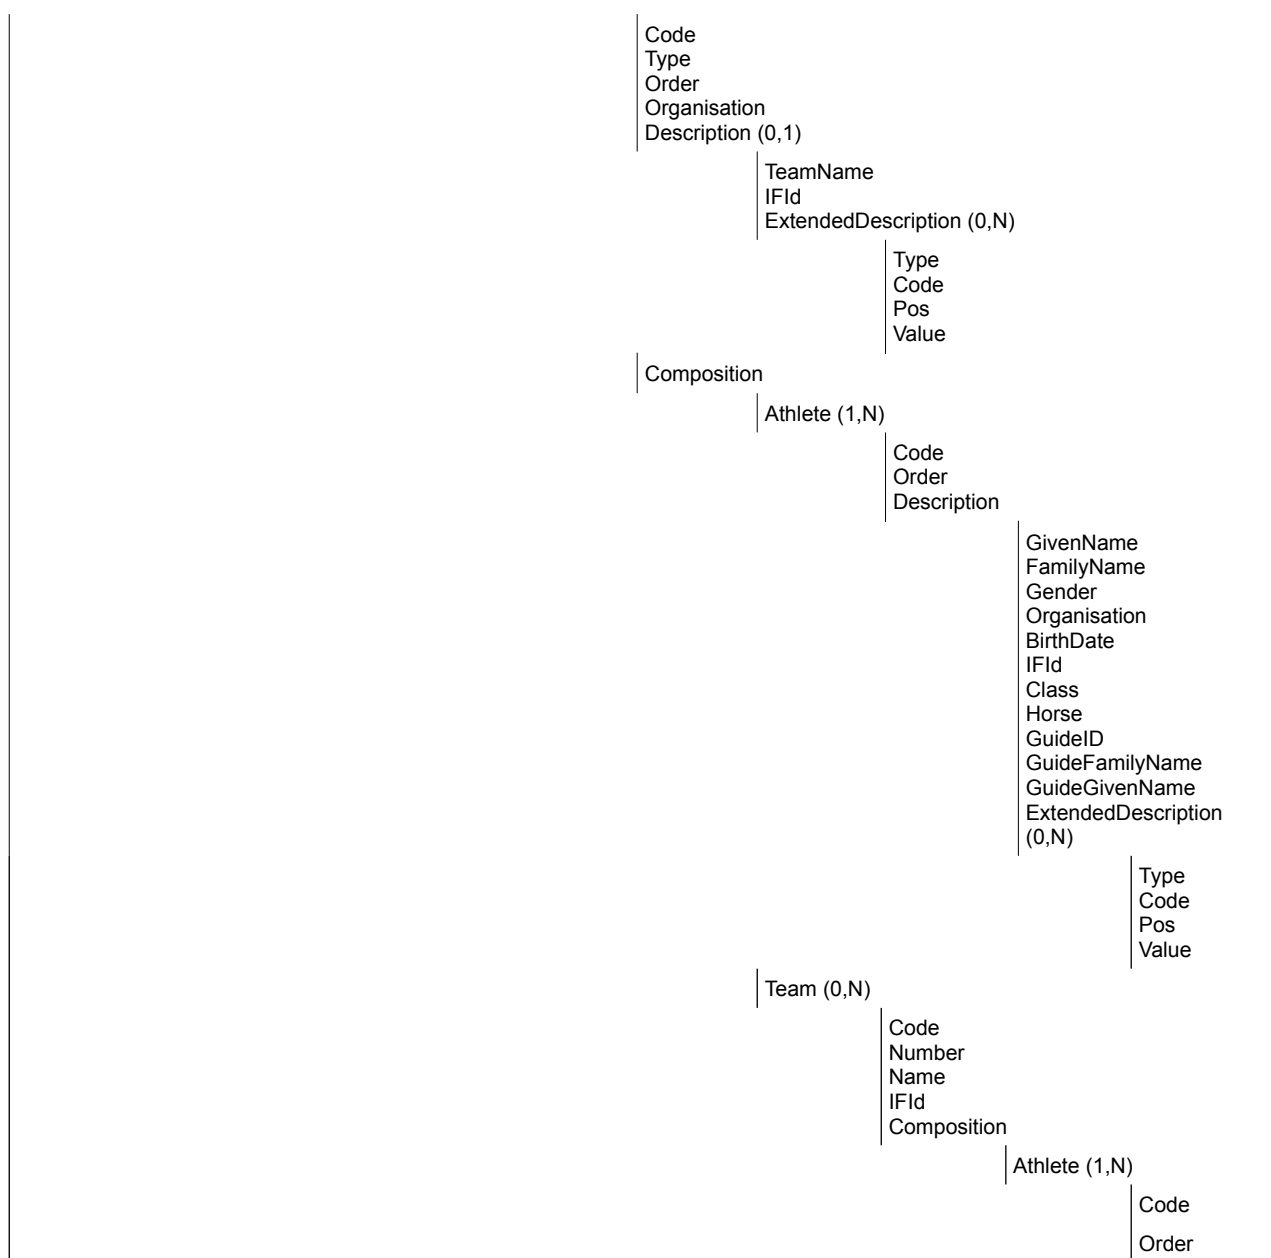 Code
Type
Order
Organisation
Description (0,1)
TeamName
IFId
ExtendedDescription (0,N)
Type
Code
Pos
Value
Composition
Athlete (1,N)
Code
Order
Description
GivenName
FamilyName
Gender
Organisation
BirthDate
IFId
Class
Horse
GuideID
GuideFamilyName
GuideGivenName
ExtendedDescription
(0,N)
Type
Code
Pos
Value
Team (0,N)
Code
Number
Name
IFId
Composition
Athlete (1,N)
Code
Order